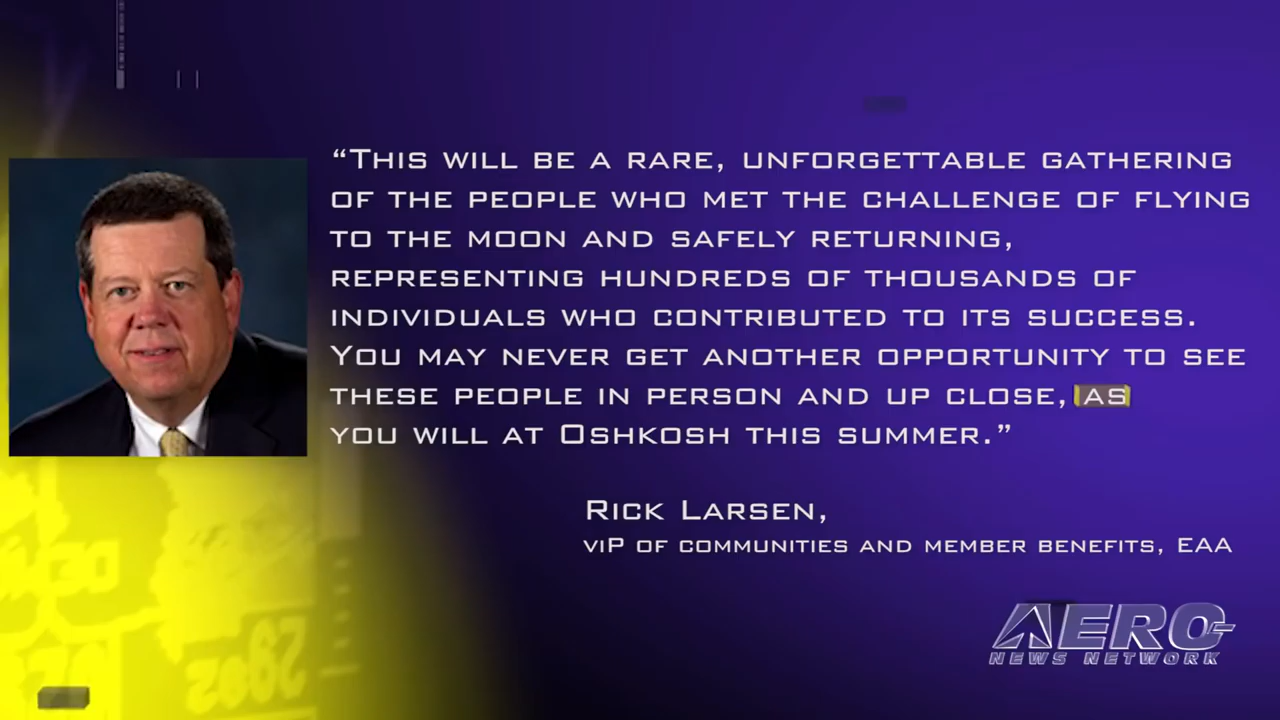 “This will be a rare, unforgettable gathering
of the people who met the challenge of flying
to the moon and safely returning,
representing hundreds of thousands of
individuals who contributed to its success.
You may never get another opportunity to see
these people in person and up close, as
you will at Oshkosh this summer.”
Rick Larsen,
viP of communities and member benefits, EAA
AERO
NEWS NETWORK